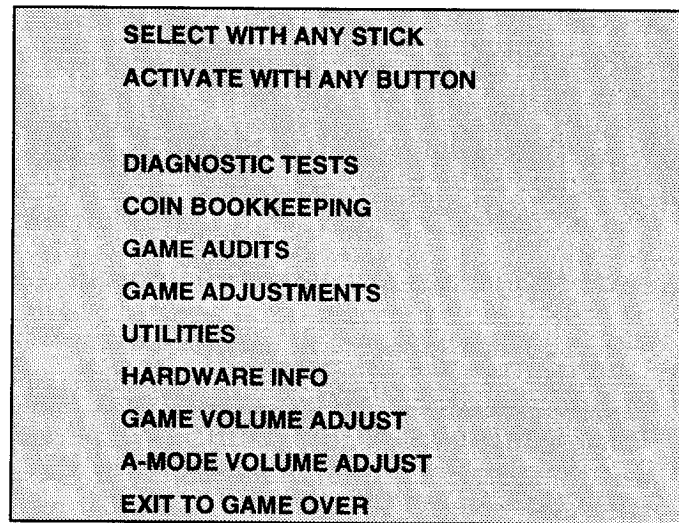 SELECT WITH ANY STICK
ACTIVATE WITH ANY BUTTON
DIAGNOSTIC TESTS
COIN BOOKKEEPING
GAME AUDITS
GAME ADJUSTMENTS
UTILITIES
HARDWARE INFO
GAME VOLUME ADJUST
A-MODE VOLUME ADJUST
EXIT TO GAME OVER